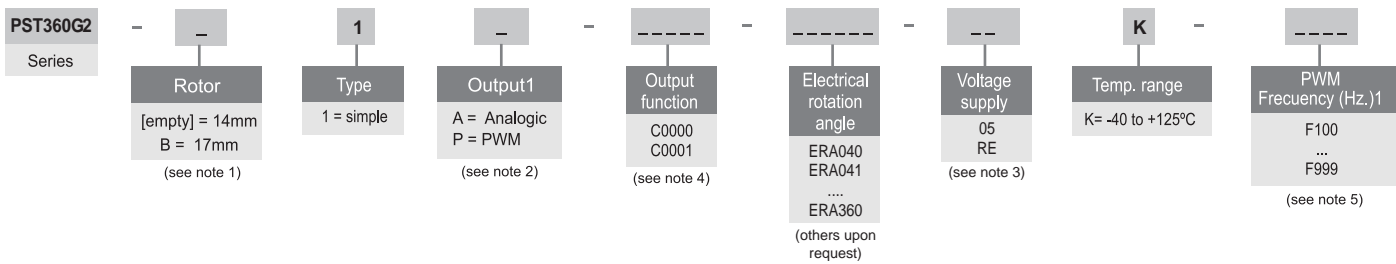 PST360G2 - _ 1 _ - _ _ _ _ _ - _ _ _ _ _ _ - _ _ K - _ _ _ _
Series
Rotor
[empty] = 14mm
B = 17mm
(see note 1)
Type
1 = simple
Output1
A = Analogic
P = PWM
(see note 2)
Output
function
C0000
C0001
(see note 4)
Electrical
rotation
angle
ERA040
ERA041
....
ERA360
(others upon
request)
Voltage
supply
05
RE
(see note 3)
Temp. range
K= -40 to +125ºC
PWM
Frecuency (Hz.)1
F100
...
F999
(see note 5)